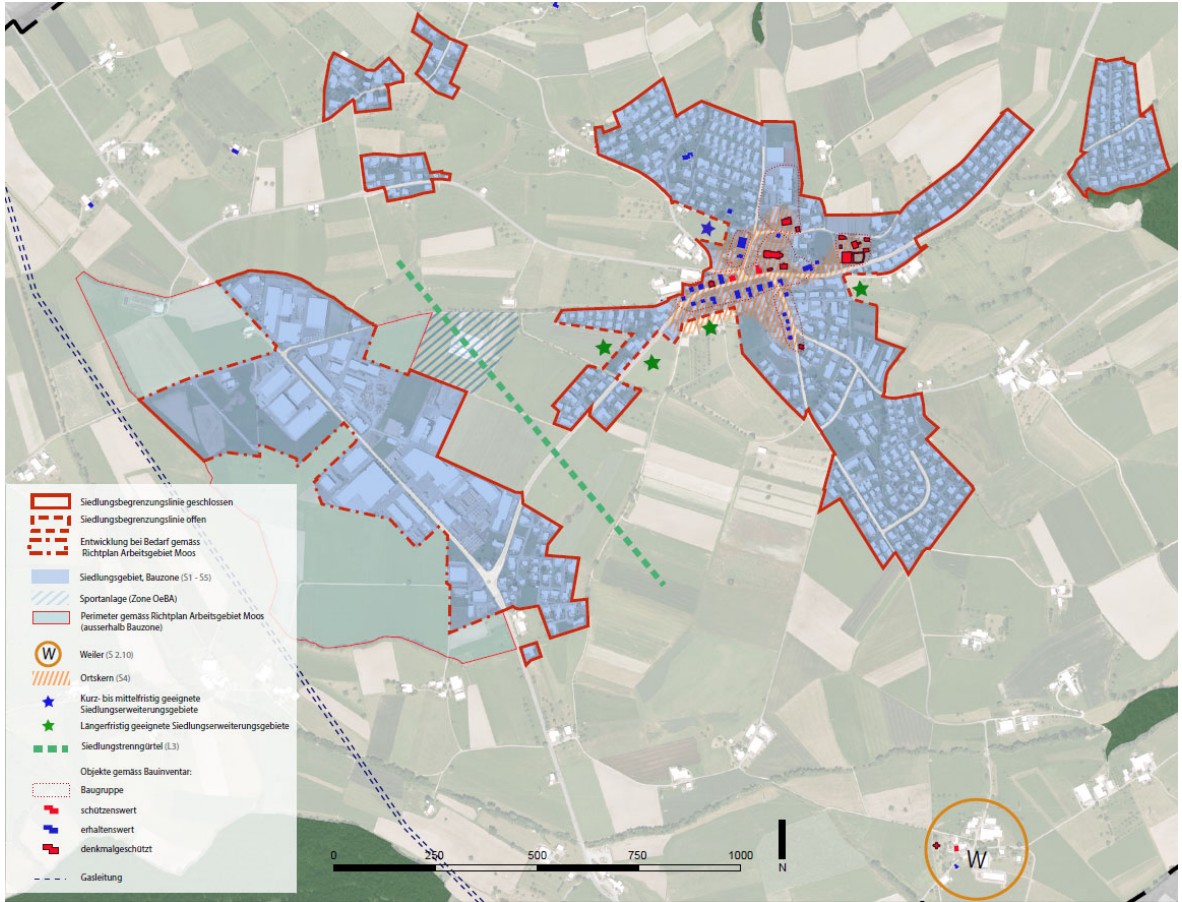 Siedlungsbegrenzungslinie geschlossen
Siedlungsbegrenzungslinie offen
Entwicklung bei Bedarf gemäss
Richtplan Arbeitsgebiet Moos
Siedlungsgebiet, Bauzone (S1 - S5)
Sportanlage (Zone OeBA)
Perimeter gemäss Richtplan Arbeitsgebiet Moos
(ausserhalb Bauzone)
W Weiler (S 2.10)
Ortskern (S4)
Kurz- bis mittelfristig geeignete
Siedlungserweiterungsgebiete
Längerfristig geeignete Siedlungserweiterungsgebiete
Siedlungstrenngürtel (L3)
Objekte gemäss Bauinventar:
Baugruppe
schützenswert
erhaltenswert
denkmalgeschützt
Gasleitung
0 250 500 750 1000
N
W